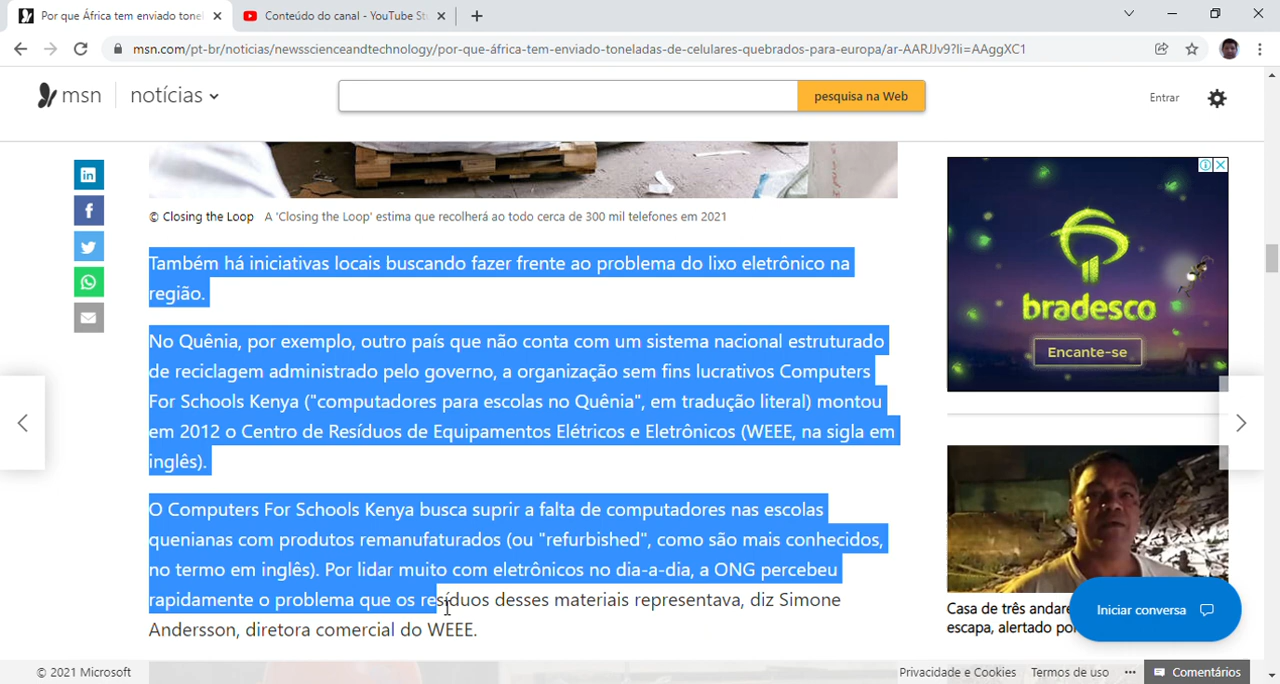 Por que África tem enviado tonel
Conteúdo do canal - YouTube St
msn.com/pt-br/noticias/newsscienceandtechnology/por-que-áfrica-tem-enviado-toneladas-de-celulares-quebrados-para-europa/ar-AARJJv9?li=AAggXC1
msn notícias
pesquisa na Web
Entrar
© Closing the Loop A 'Closing the Loop' estima que recolherá ao todo cerca de 300 mil telefones em 2021
Também há iniciativas locais buscando fazer frente ao problema do lixo eletrônico na
região.
No Quênia, por exemplo, outro país que não conta com um sistema nacional estruturado
de reciclagem administrado pelo governo, a organização sem fins lucrativos Computers
For Schools Kenya ("computadores para escolas no Quênia", em tradução literal) montou
em 2012 o Centro de Resíduos de Equipamentos Elétricos e Eletrônicos (WEEE, na sigla em
inglês).
O Computers For Schools Kenya busca suprir a falta de computadores nas escolas
quenianas com produtos remanufaturados (ou "refurbished", como são mais conhecidos,
no termo em inglês). Por lidar muito com eletrônicos no dia-a-dia, a ONG percebeu
rapidamente o problema que os resíduos desses materiais representava, diz Simone
Andersson, diretora comercial do WEEE.
bradesco
Encante-se
Casa de três andare
escapa, alertado po
Iniciar conversa
© 2021 Microsoft
Privacidade e Cookies
Termos de uso
Comentários